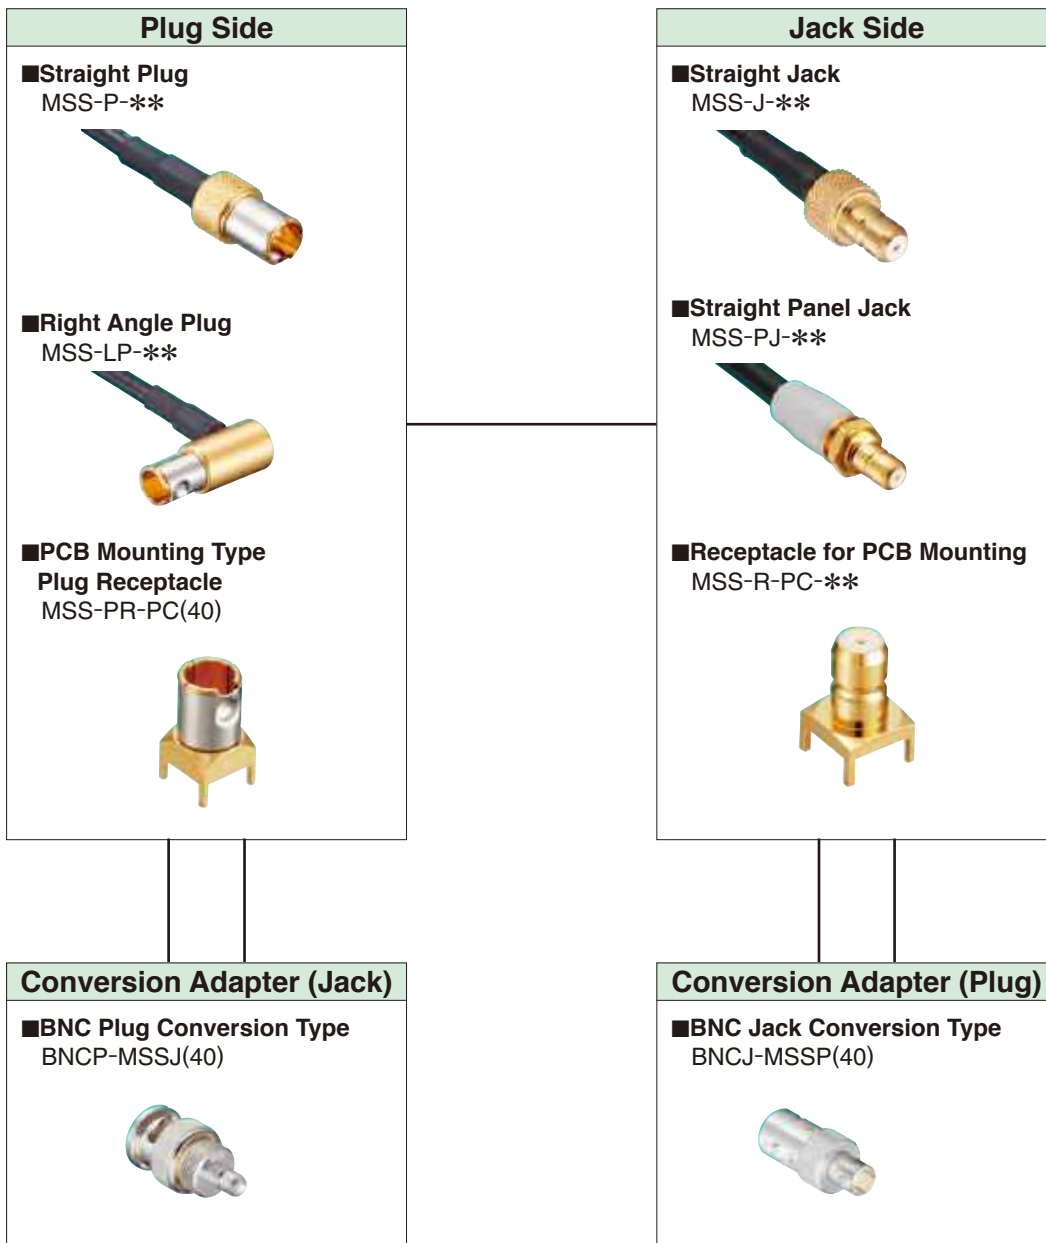 Plug Side
■Straight Plug
MSS-P-**
■Right Angle Plug
MSS-LP-**
■PCB Mounting Type
Plug Receptacle
MSS-PR-PC(40)
Jack Side
■Straight Jack
MSS-J-**
■Straight Panel Jack
MSS-PJ-**
■Receptacle for PCB Mounting
MSS-R-PC-**
Conversion Adapter (Jack)
■BNC Plug Conversion Type
BNCP-MSSJ(40)
Conversion Adapter (Plug)
■BNC Jack Conversion Type
BNCJ-MSSP(40)